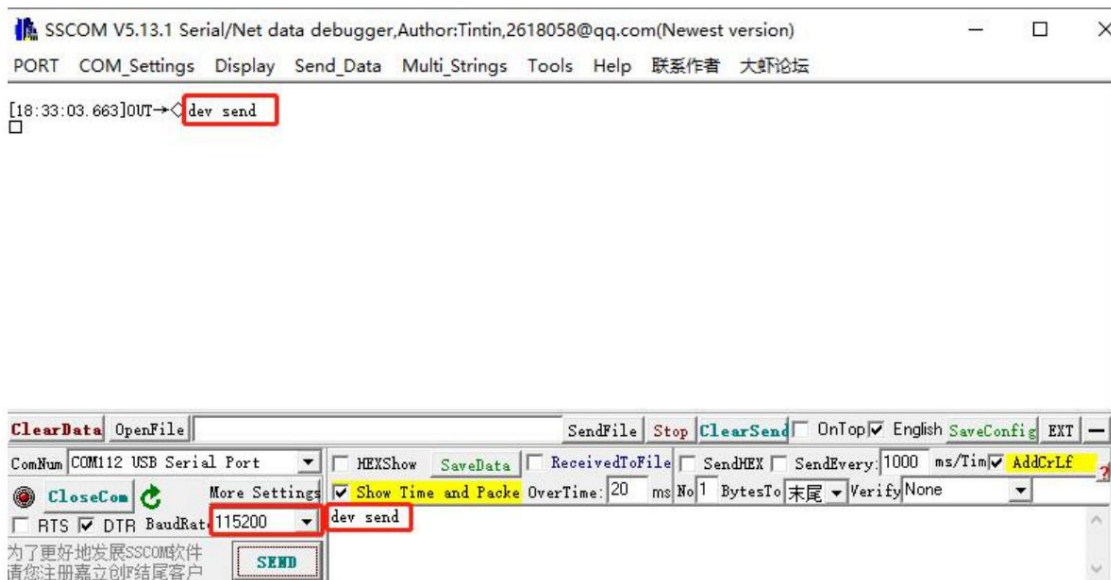 SSCOM V5.13.1 Serial/Net data debugger,Author:Tintin,2618058@qq.com(Newest version)
PORT COM_Settings Display Send_Data Multi_Strings Tools Help 联系作者 大虾论坛
[18:33:03.663]OUT→◇dev send
□
ClearData OpenFile SendFile Stop ClearSend OnTop English SaveConfig EXT —
ComNum COM112 USB Serial Port HEXShow SaveData ReceivedToFile SendHEX SendEvery: 1000 ms/Tim AddCrLf ?
CloseCom More Settings Show Time and Packe OverTime: 20 ms No 1 BytesTo 末尾 Verify None
RTS DTR BaudRat 115200 dev send
为了更好地发展SSCOM软件
请您注册嘉立创F结尾客户
SEND